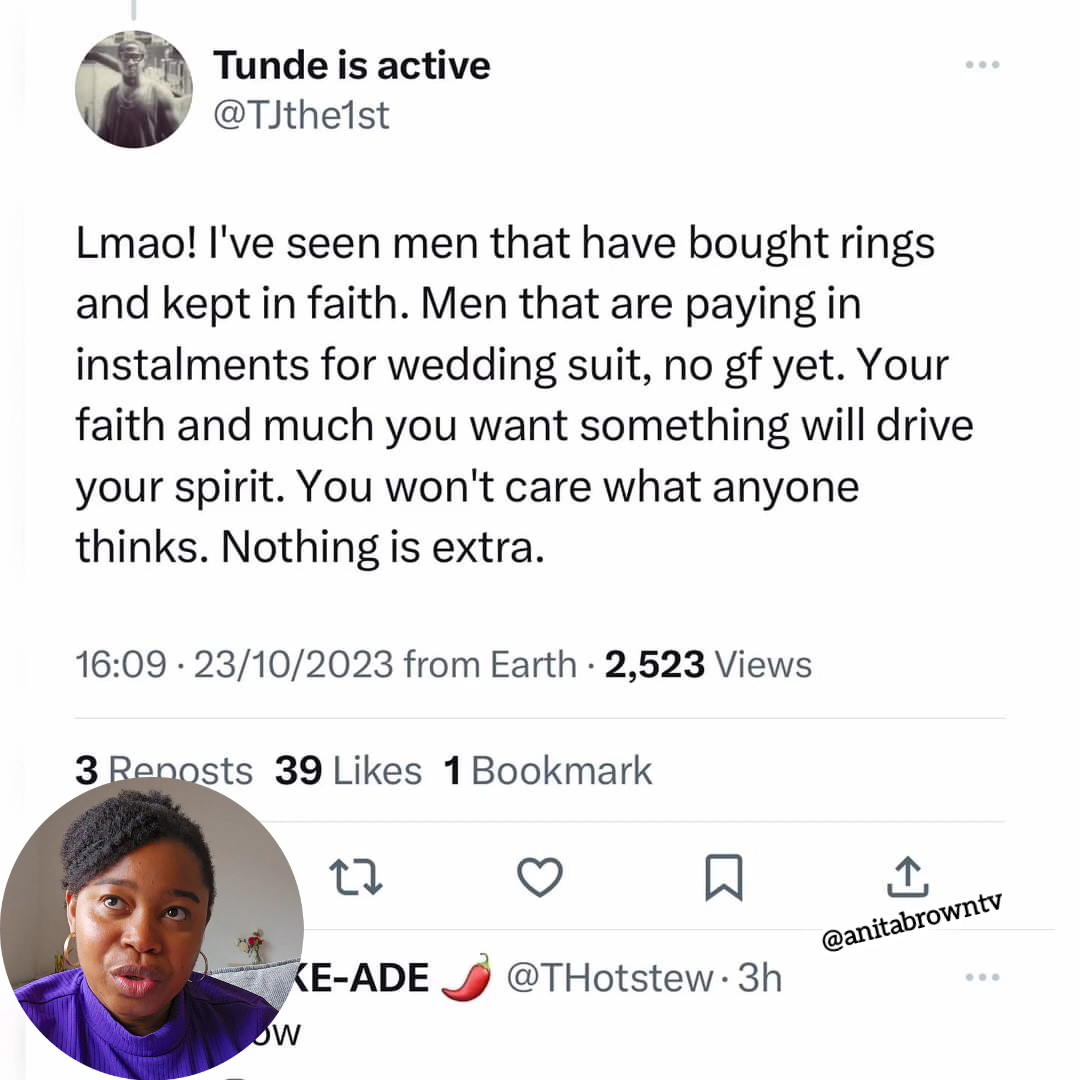 Tunde is active
@TJthe1st
Lmao! I've seen men that have bought rings
and kept in faith. Men that are paying in
instalments for wedding suit, no gf yet. Your
faith and much you want something will drive
your spirit. You won't care what anyone
thinks. Nothing is extra.
16:09 · 23/10/2023 from Earth · 2,523 Views
3 Reposts 39 Likes 1 Bookmark
@anitabrowntv
KE-ADE 🌶️ @THotstew · 3h
ow